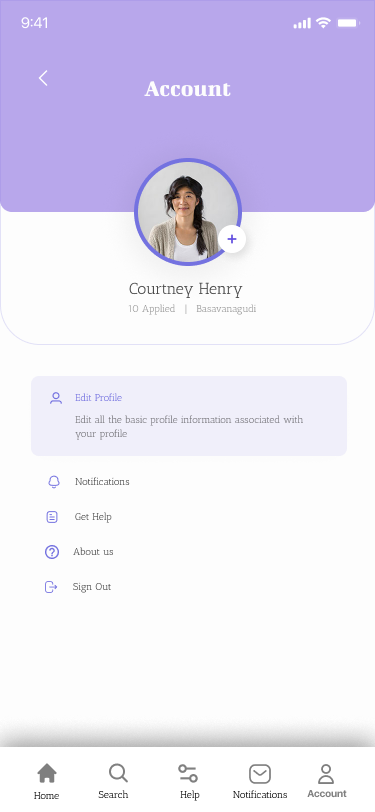 9:41
Account
Courtney Henry
10 Applied | Basavanagudi
Edit Profile
Edit all the basic profile information associated with
your profile
Notifications
Get Help
About us
Sign Out
Home Search Help Notifications Account